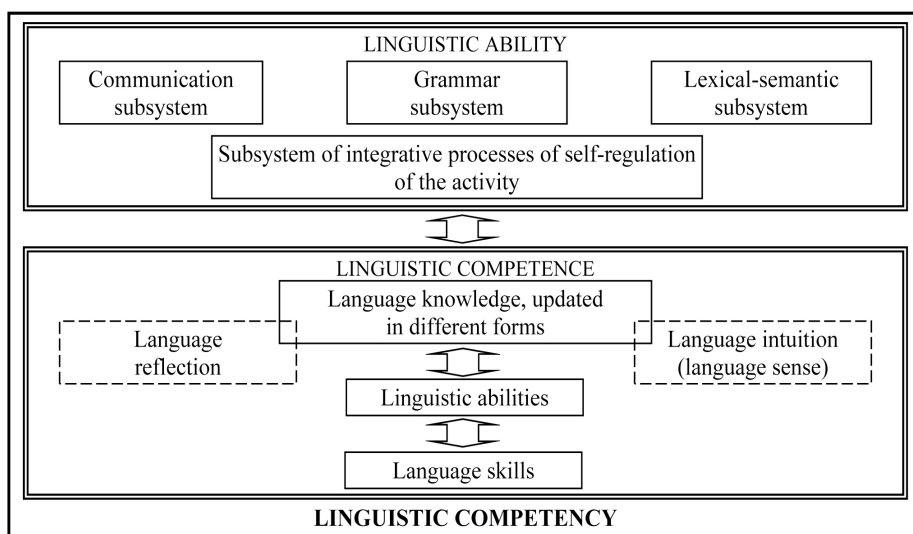 LINGUISTIC ABILITY
Communication
subsystem
Grammar
subsystem
Lexical-semantic
subsystem
Subsystem of integrative processes of self-regulation
of the activity
LINGUISTIC COMPETENCE
Language knowledge, updated
in different forms
Language
reflection
Language intuition
(language sense)
Linguistic abilities
Language skills
LINGUISTIC COMPETENCY